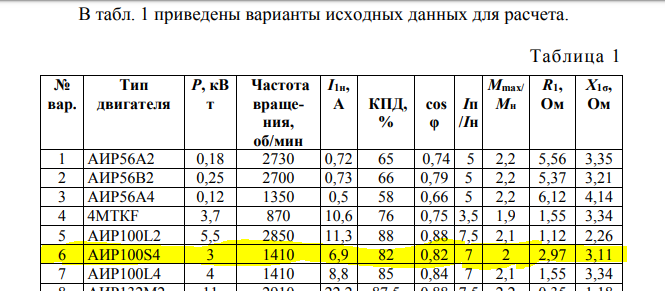 В табл. 1 приведены варианты исходных данных для расчета.
Таблица 1
№ вар. Тип двигателя P, кВт Частота враще-ния, об/мин I1н, А КПД, % cos φ Iп/Iн Mmax/Mн R1, Ом X1σ, Ом
1 АИР56А2 0,18 2730 0,72 65 0,74 5 2,2 5,56 3,35
2 АИР56В2 0,25 2700 0,73 66 0,79 5 2,2 5,37 3,21
3 АИР56А4 0,12 1350 0,5 58 0,66 5 2,2 6,12 4,14
4 4МТКF 3,7 870 10,6 76 0,75 3,5 1,9 1,55 3,34
5 АИР100L2 5,5 2850 11,3 88 0,88 7,5 2,1 1,12 2,26
6 АИР100S4 3 1410 6,9 82 0,82 7 2 2,97 3,11
7 АИР100L4 4 1410 8,8 85 0,84 7 2,1 1,55 3,34